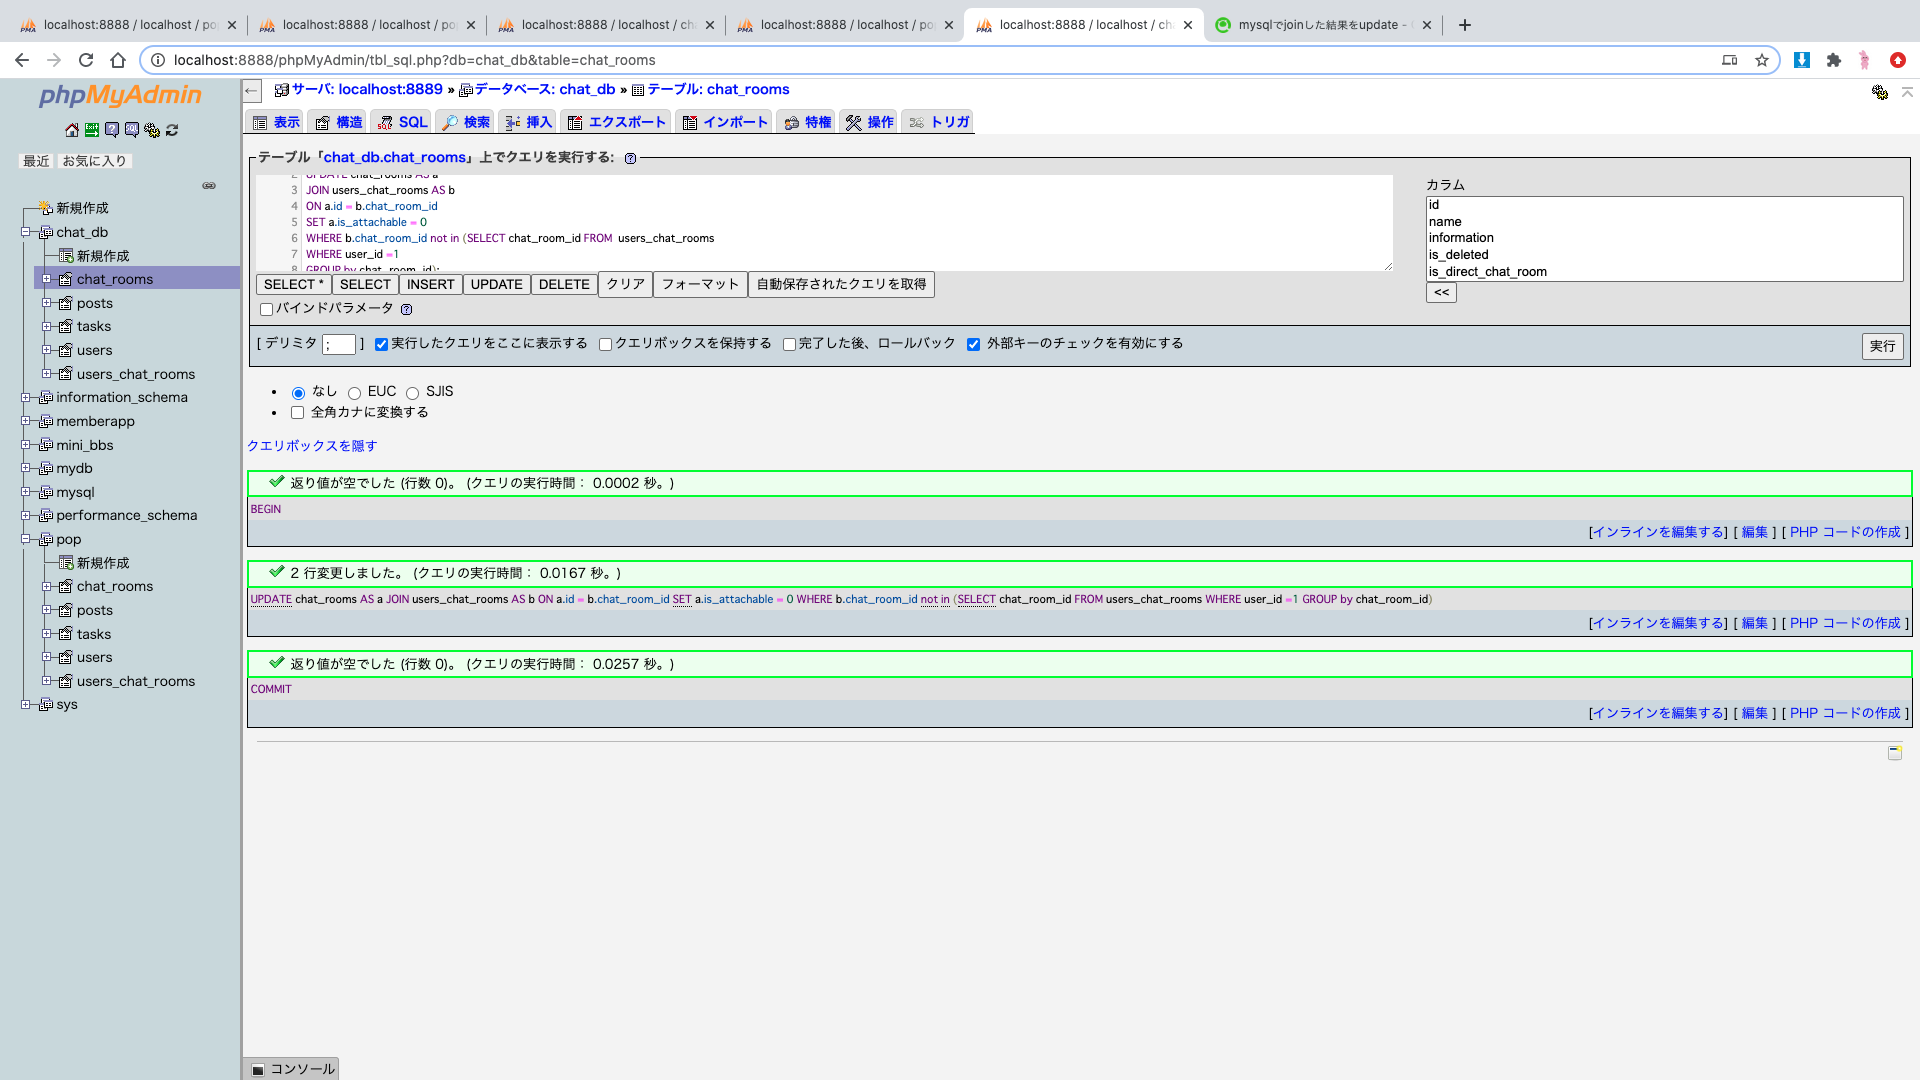 localhost:8888 / localhost / po
localhost:8888 / localhost / po
localhost:8888 / localhost / cha
localhost:8888 / localhost / po
localhost:8888 / localhost / cha
mysqlでjoinした結果をupdate -
localhost:8888/phpMyAdmin/tbl_sql.php?db=chat_db&table=chat_rooms
phpMyAdmin
最近 お気に入り
新規作成
chat_db
新規作成
chat_rooms
posts
tasks
users
users_chat_rooms
information_schema
memberapp
mini_bbs
mydb
mysql
performance_schema
pop
新規作成
chat_rooms
posts
tasks
users
users_chat_rooms
sys
サーバ: localhost:8889 » データベース: chat_db » テーブル: chat_rooms
表示 構造 SQL 検索 挿入 エクスポート インポート 特権 操作 トリガ
テーブル「chat_db.chat_rooms」上でクエリを実行する:
2 UPDATE chat_rooms AS a
3 JOIN users_chat_rooms AS b
4 ON a.id = b.chat_room_id
5 SET a.is_attachable = 0
6 WHERE b.chat_room_id not in (SELECT chat_room_id FROM users_chat_rooms
7 WHERE user_id =1
8 GROUP by chat_room_id);
カラム
id
name
information
is_deleted
is_direct_chat_room
<<
SELECT * SELECT INSERT UPDATE DELETE クリア フォーマット 自動保存されたクエリを取得
バインドパラメータ
[ デリミタ ; ] 実行したクエリをここに表示する クエリボックスを保持する 完了した後、ロールバック 外部キーのチェックを有効にする 実行
なし EUC SJIS
全角カナに変換する
クエリボックスを隠す
返り値が空でした (行数 0)。 (クエリの実行時間： 0.0002 秒。)
BEGIN
[インラインを編集する] [ 編集 ] [ PHP コードの作成 ]
2 行変更しました。 (クエリの実行時間： 0.0167 秒。)
UPDATE chat_rooms AS a JOIN users_chat_rooms AS b ON a.id = b.chat_room_id SET a.is_attachable = 0 WHERE b.chat_room_id not in (SELECT chat_room_id FROM users_chat_rooms WHERE user_id =1 GROUP by chat_room_id)
[インラインを編集する] [ 編集 ] [ PHP コードの作成 ]
返り値が空でした (行数 0)。 (クエリの実行時間： 0.0257 秒。)
COMMIT
[インラインを編集する] [ 編集 ] [ PHP コードの作成 ]
コンソール